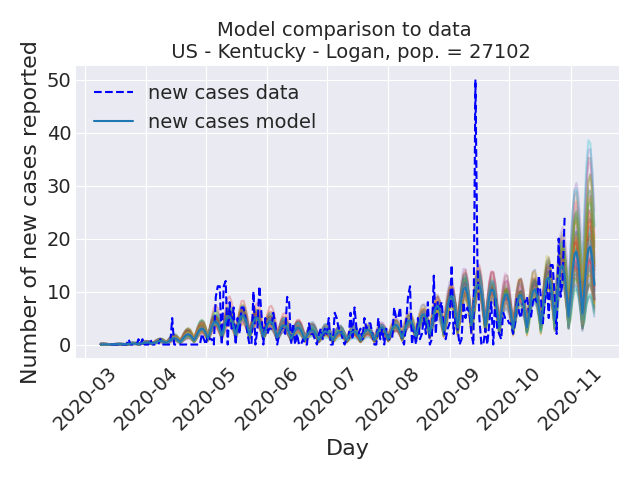 Model comparison to data
US - Kentucky - Logan, pop. = 27102
Number of new cases reported
50
40
30
20
10
0
new cases data
new cases model
2020-03
2020-04
2020-05
2020-06
2020-07
2020-08
2020-09
2020-10
2020-11
Day